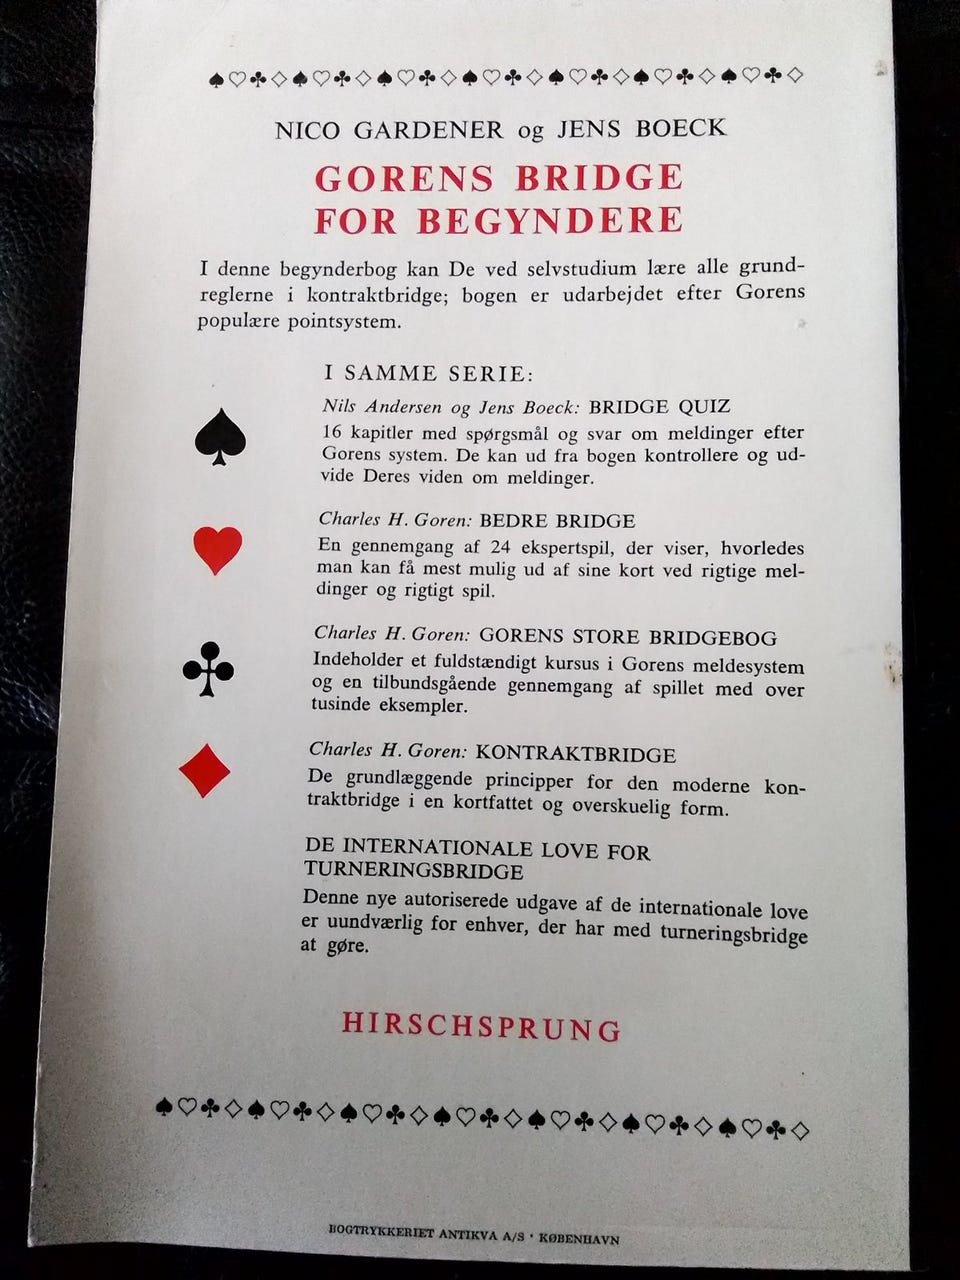 ♠♡♣♢♠♡♣♢♠♡♣♢♠♡♣♢♠♡♣♢♠♡♣♢♠♡♣♢
NICO GARDENER og JENS BOECK
GORENS BRIDGE
FOR BEGYNDERE
I denne begynderbog kan De ved selvstudium lære alle grund-
reglerne i kontraktbridge; bogen er udarbejdet efter Gorens
populære pointsystem.
I SAMME SERIE:
Nils Andersen og Jens Boeck: BRIDGE QUIZ
16 kapitler med spørgsmål og svar om meldinger efter
Gorens system. De kan ud fra bogen kontrollere og ud-
vide Deres viden om meldinger.
Charles H. Goren: BEDRE BRIDGE
En gennemgang af 24 ekspertspil, der viser, hvorledes
man kan få mest mulig ud af sine kort ved rigtige mel-
dinger og rigtigt spil.
Charles H. Goren: GORENS STORE BRIDGEBOG
Indeholder et fuldstændigt kursus i Gorens meldesystem
og en tilbundsgående gennemgang af spillet med over
tusinde eksempler.
Charles H. Goren: KONTRAKTBRIDGE
De grundlæggende principper for den moderne kon-
traktbridge i en kortfattet og overskuelig form.
DE INTERNATIONALE LOVE FOR
TURNERINGSBRIDGE
Denne nye autoriserede udgave af de internationale love
er uundværlig for enhver, der har med turneringsbridge
at gøre.
HIRSCHSPRUNG
♠♡♣♢♠♡♣♢♠♡♣♢♠♡♣♢♠♡♣♢♠♡♣♢♠♡♣♢
BOGTRYKKERIET ANTIKVA A/S · KØBENHAVN